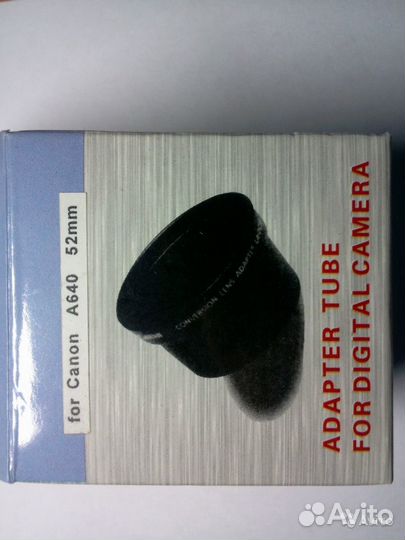 for Canon A640 52mm
CONVERSION LENS ADAPTER
ADAPTER TUBE
FOR DIGITAL CAMERA
Avito